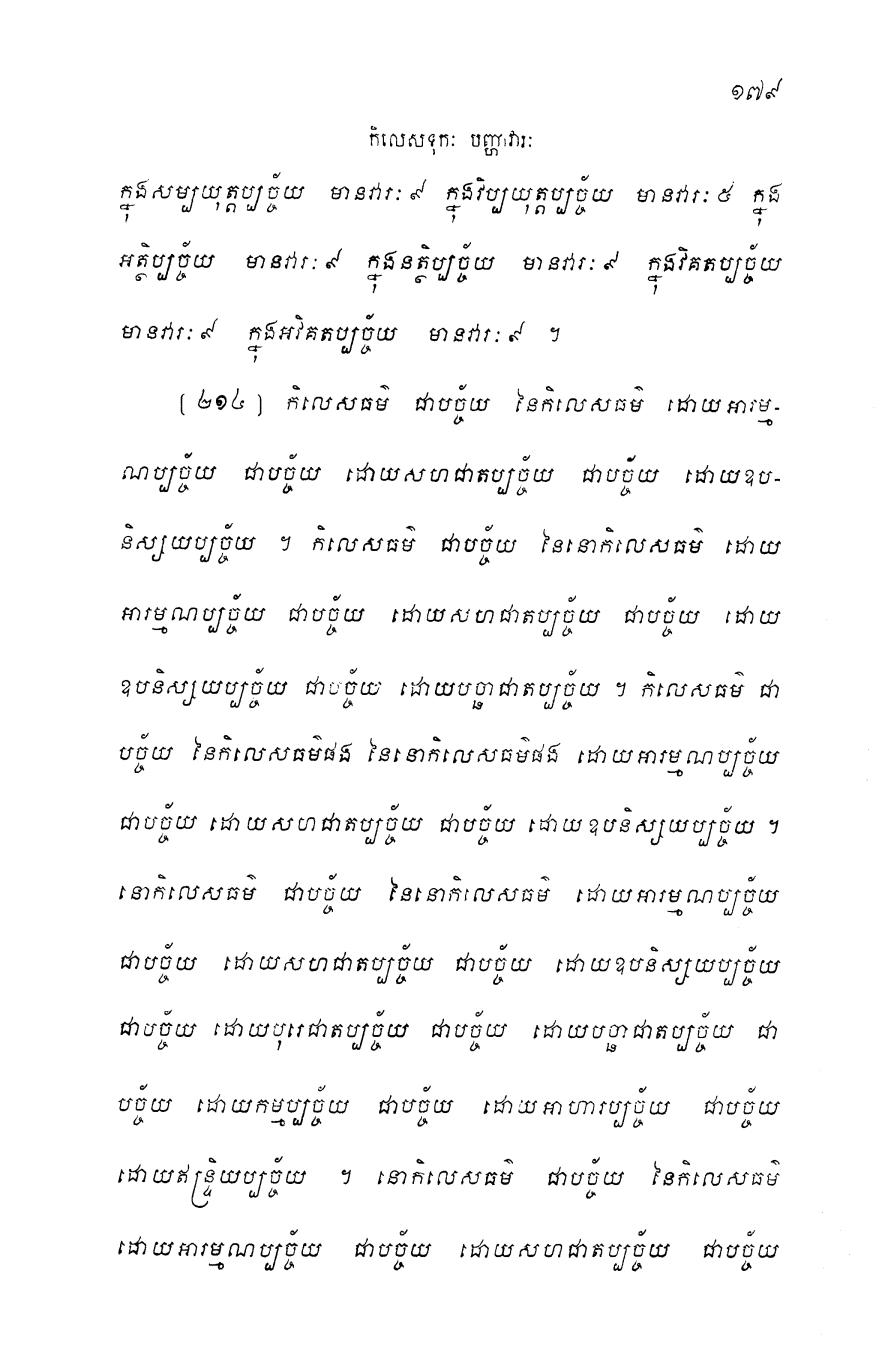 ១៧៩
កិលេសទុកៈ បញ្ហាវារៈ
ក្នុងសម្បយុត្តប្បច្ច័យ មានវារៈ ៩ ក្នុងវិប្បយុត្តប្បច្ច័យ មានវារៈ ៥ ក្នុង
អត្ថិប្បច្ច័យ មានវារៈ ៩ ក្នុងនត្ថិប្បច្ច័យ មានវារៈ ៩ ក្នុងវិគតប្បច្ច័យ
មានវារៈ ៩ ក្នុងអវិគតប្បច្ច័យ មានវារៈ ៩ ។
[ ២១៤ ] កិលេសធម៌ ជាបច្ច័យ នៃកិលេសធម៌ ដោយអារម្ម-
ណប្បច្ច័យ ជាបច្ច័យ ដោយសហជាតប្បច្ច័យ ជាបច្ច័យ ដោយឧប-
និស្សយប្បច្ច័យ ។ កិលេសធម៌ ជាបច្ច័យ នៃនោកិលេសធម៌ ដោយ
អារម្មណប្បច្ច័យ ជាបច្ច័យ ដោយសហជាតប្បច្ច័យ ជាបច្ច័យ ដោយ
ឧបនិស្សយប្បច្ច័យ ជាបច្ច័យ ដោយបច្ឆាជាតប្បច្ច័យ ។ កិលេសធម៌ ជា
បច្ច័យ នៃកិលេសធម៌ផង នៃនោកិលេសធម៌ផង ដោយអារម្មណប្បច្ច័យ
ជាបច្ច័យ ដោយសហជាតប្បច្ច័យ ជាបច្ច័យ ដោយឧបនិស្សយប្បច្ច័យ ។
នោកិលេសធម៌ ជាបច្ច័យ នៃនោកិលេសធម៌ ដោយអារម្មណប្បច្ច័យ
ជាបច្ច័យ ដោយសហជាតប្បច្ច័យ ជាបច្ច័យ ដោយឧបនិស្សយប្បច្ច័យ
ជាបច្ច័យ ដោយបុរេជាតប្បច្ច័យ ជាបច្ច័យ ដោយបច្ឆាជាតប្បច្ច័យ ជា
បច្ច័យ ដោយកម្មប្បច្ច័យ ជាបច្ច័យ ដោយអាហារប្បច្ច័យ ជាបច្ច័យ
ដោយឥន្ទ្រិយប្បច្ច័យ ។ នោកិលេសធម៌ ជាបច្ច័យ នៃកិលេសធម៌
ដោយអារម្មណប្បច្ច័យ ជាបច្ច័យ ដោយសហជាតប្បច្ច័យ ជាបច្ច័យ